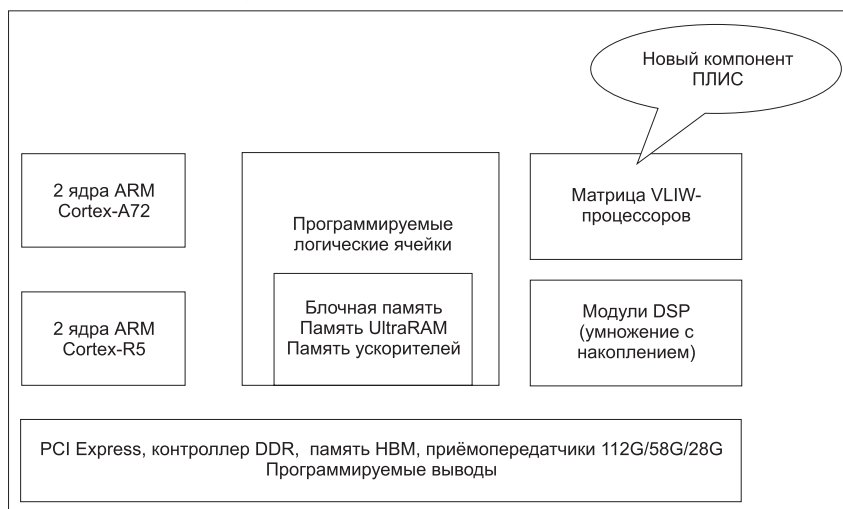 Новый компонент
ПЛИС
2 ядра ARM
Cortex-A72
Программируемые
логические ячейки
Матрица VLIW-
процессоров
2 ядра ARM
Cortex-R5
Блочная память
Память UltraRAM
Память ускорителей
Модули DSP
(умножение с
накоплением)
PCI Express, контроллер DDR, память HBM, приёмопередатчики 112G/58G/28G
Программируемые выводы